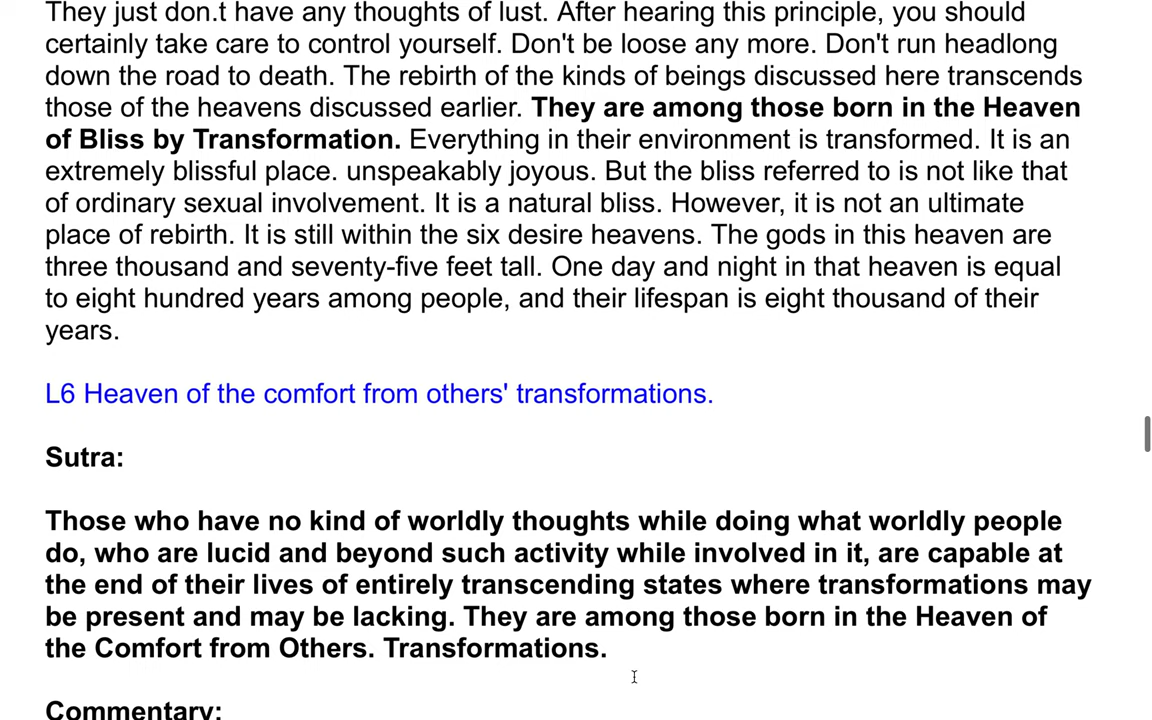 They just don.t have any thoughts of lust. After hearing this principle, you should
certainly take care to control yourself. Don't be loose any more. Don't run headlong
down the road to death. The rebirth of the kinds of beings discussed here transcends
those of the heavens discussed earlier. They are among those born in the Heaven
of Bliss by Transformation. Everything in their environment is transformed. It is an
extremely blissful place. unspeakably joyous. But the bliss referred to is not like that
of ordinary sexual involvement. It is a natural bliss. However, it is not an ultimate
place of rebirth. It is still within the six desire heavens. The gods in this heaven are
three thousand and seventy-five feet tall. One day and night in that heaven is equal
to eight hundred years among people, and their lifespan is eight thousand of their
years.
L6 Heaven of the comfort from others' transformations.
Sutra:
Those who have no kind of worldly thoughts while doing what worldly people
do, who are lucid and beyond such activity while involved in it, are capable at
the end of their lives of entirely transcending states where transformations may
be present and may be lacking. They are among those born in the Heaven of
the Comfort from Others. Transformations.
Commentary: